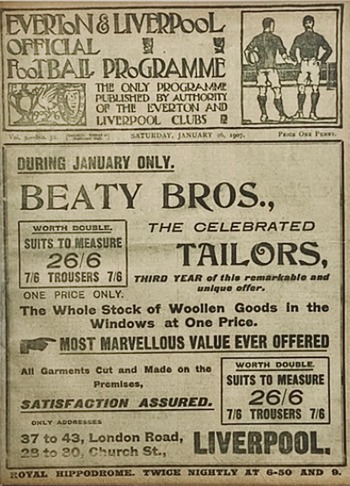 EVERTON & LIVERPOOL
OFFICIAL
FOOTBALL PROGRAMME
THE ONLY PROGRAMME
PUBLISHED BY AUTHORITY
OF THE EVERTON AND
LIVERPOOL CLUBS
SATURDAY, JANUARY 26, 1907.
PRICE ONE PENNY.
DURING JANUARY ONLY.
BEATY BROS.,
WORTH DOUBLE.
SUITS TO MEASURE
26/6
7/6 TROUSERS 7/6
THE CELEBRATED
TAILORS,
THIRD YEAR of this remarkable and
unique offer.
ONE PRICE ONLY.
The Whole Stock of Woollen Goods in the
Windows at One Price.
MOST MARVELLOUS VALUE EVER OFFERED
All Garments Cut and Made on the
Premises,
SATISFACTION ASSURED.
WORTH DOUBLE.
SUITS TO MEASURE
26/6
7/6 TROUSERS 7/6
ONLY ADDRESSES
37 to 43, London Road,
28 to 30, Church St.,
LIVERPOOL.
ROYAL HIPPODROME. TWICE NIGHTLY AT 6-50 AND 9.